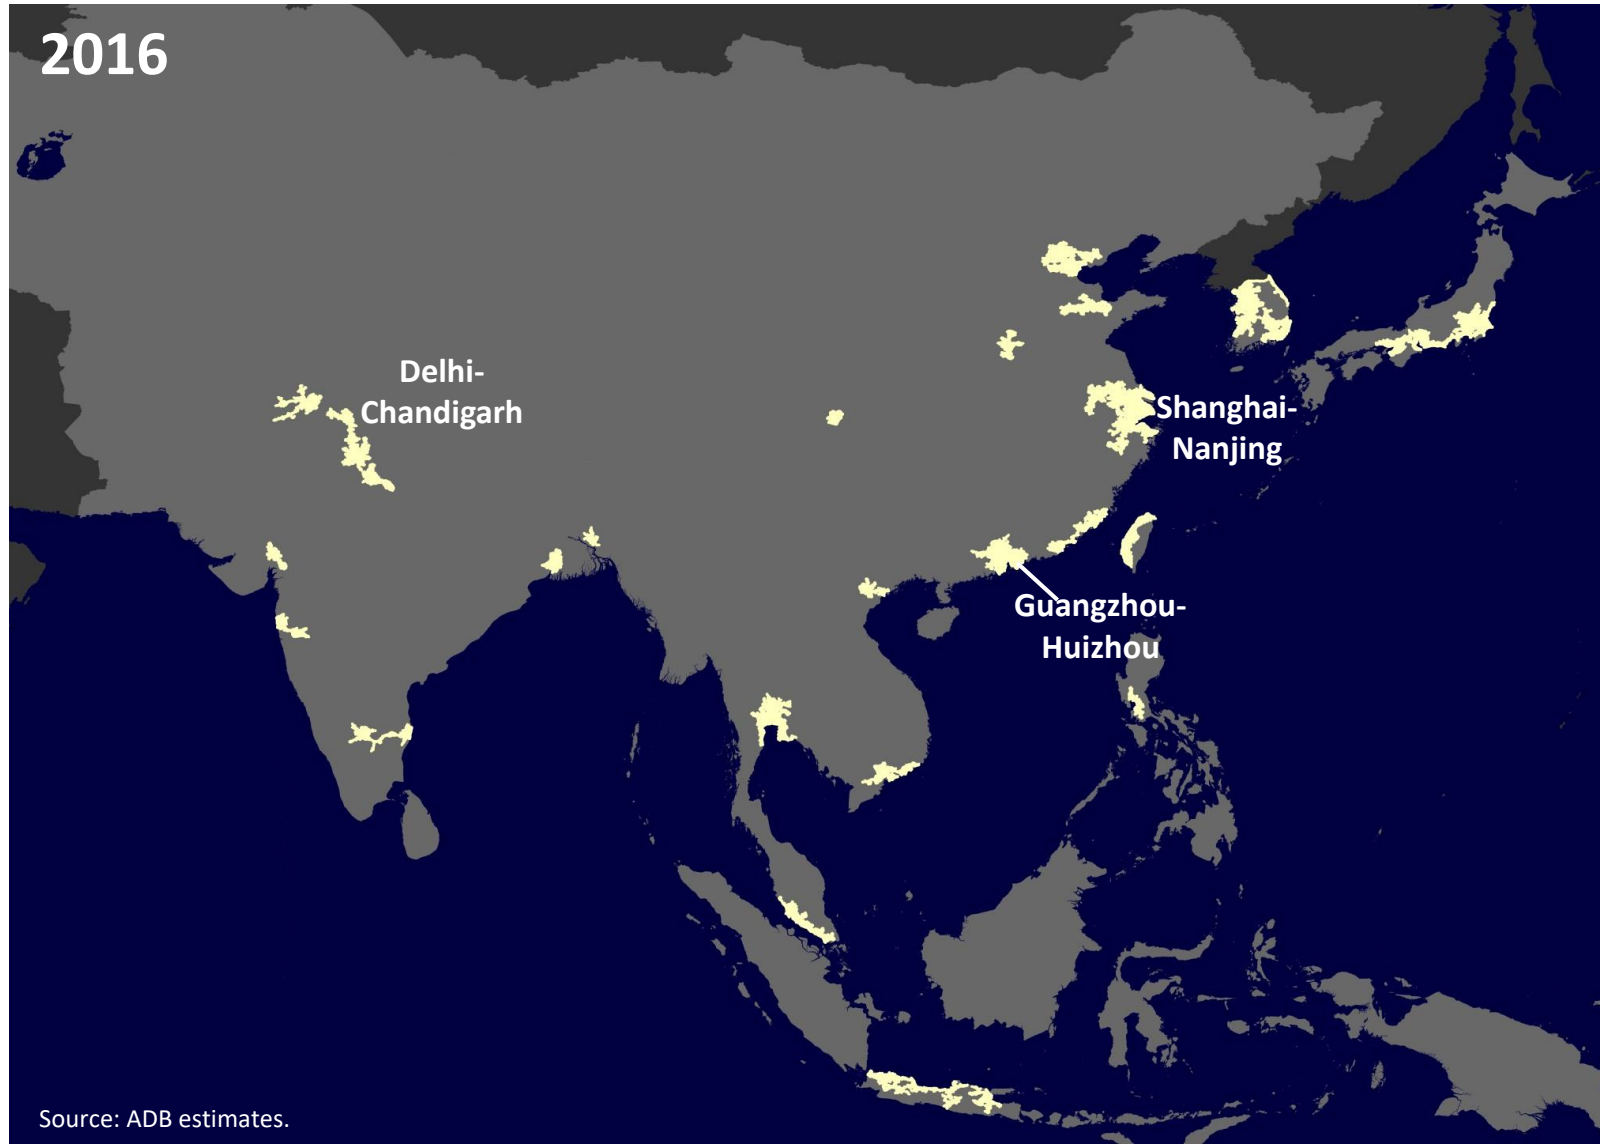 2016
Delhi-
Chandigarh
Shanghai-
Nanjing
Guangzhou-
Huizhou
Source: ADB estimates.